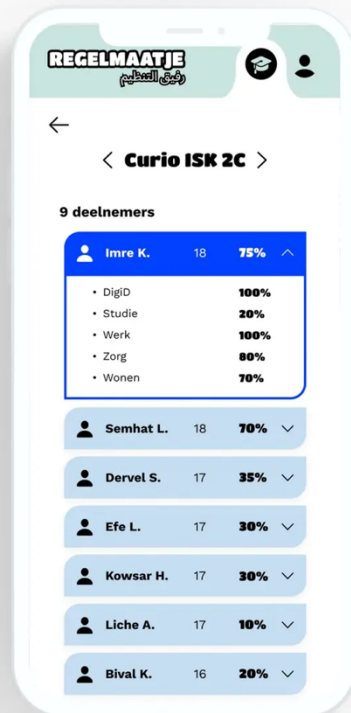 REGELMAATJE
رفيق التنظيم
Curio ISK 2C
9 deelnemers
Imre K. 18 75%
• DigiD 100%
• Studie 20%
• Werk 100%
• Zorg 80%
• Wonen 70%
Semhat L. 18 70%
Dervel S. 17 35%
Efe L. 17 30%
Kowsar H. 17 30%
Liche A. 17 10%
Bival K. 16 20%